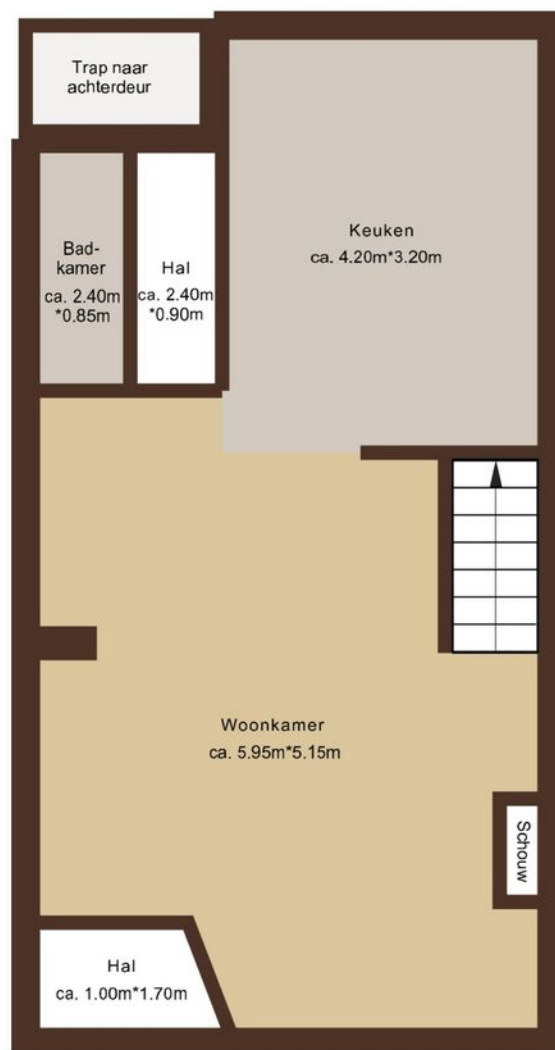 Trap naar
achterdeur
Keuken
ca. 4.20m*3.20m
Bad-
kamer
ca. 2.40m
*0.85m
Hal
ca. 2.40m
*0.90m
Woonkamer
ca. 5.95m*5.15m
Schouw
Hal
ca. 1.00m*1.70m